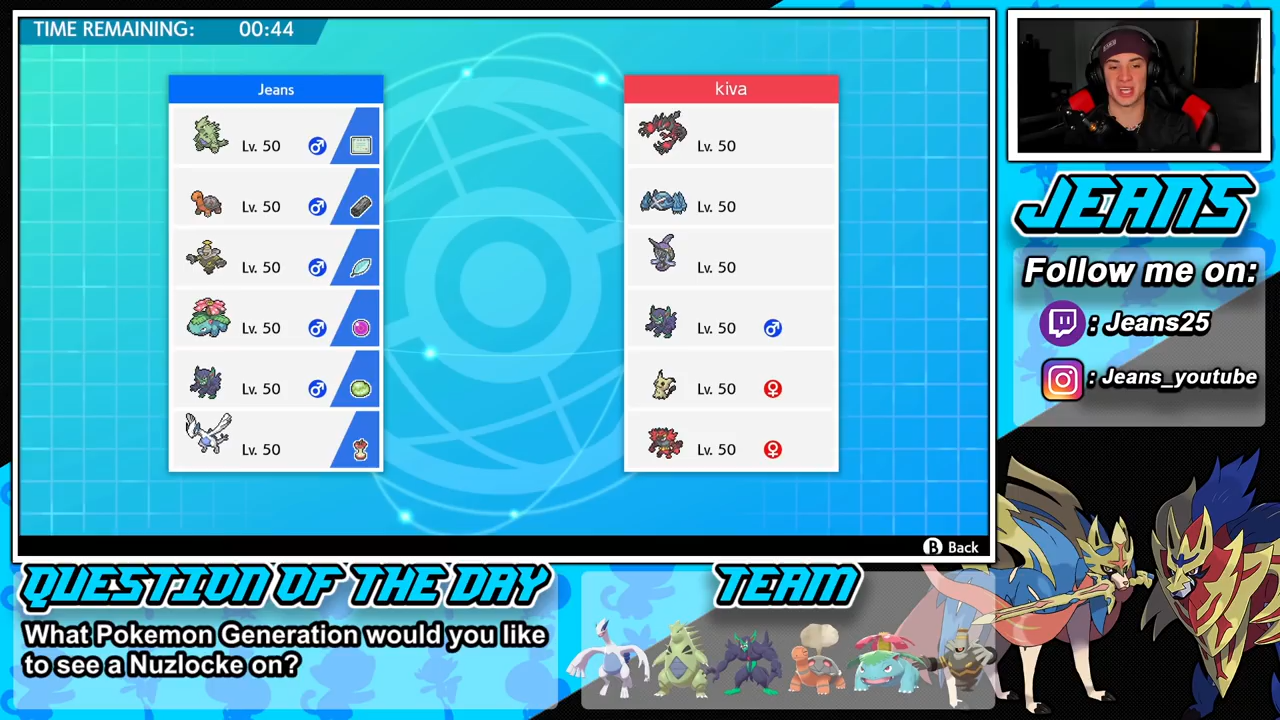 TIME REMAINING: 00:44
Jeans
Lv. 50
Lv. 50
Lv. 50
Lv. 50
Lv. 50
Lv. 50
kiva
Lv. 50
Lv. 50
Lv. 50
Lv. 50
Lv. 50
Lv. 50
B Back
JEANS
Follow me on:
: Jeans25
: Jeans_youtube
QUESTION OF THE DAY
What Pokemon Generation would you like
to see a Nuzlocke on?
TEAM